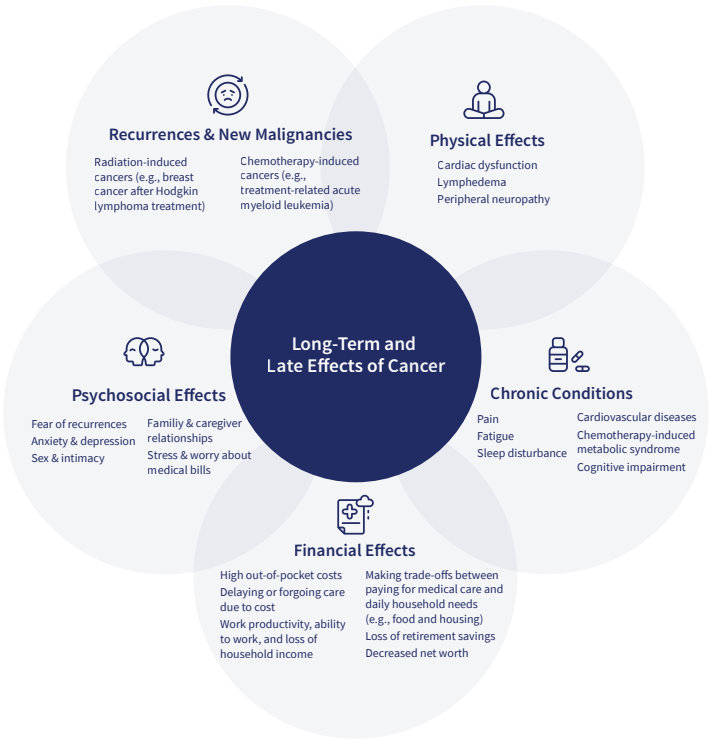 Recurrences & New Malignancies
Radiation-induced
cancers (e.g., breast
cancer after Hodgkin
lymphoma treatment)
Chemotherapy-induced
cancers (e.g.,
treatment-related acute
myeloid leukemia)
Physical Effects
Cardiac dysfunction
Lymphedema
Peripheral neuropathy
Long-Term and
Late Effects of Cancer
Psychosocial Effects
Fear of recurrences
Anxiety & depression
Sex & intimacy
Familiy & caregiver
relationships
Stress & worry about
medical bills
Chronic Conditions
Pain
Fatigue
Sleep disturbance
Cardiovascular diseases
Chemotherapy-induced
metabolic syndrome
Cognitive impairment
Financial Effects
High out-of-pocket costs
Delaying or forgoing care
due to cost
Work productivity, ability
to work, and loss of
household income
Making trade-offs between
paying for medical care and
daily household needs
(e.g., food and housing)
Loss of retirement savings
Decreased net worth